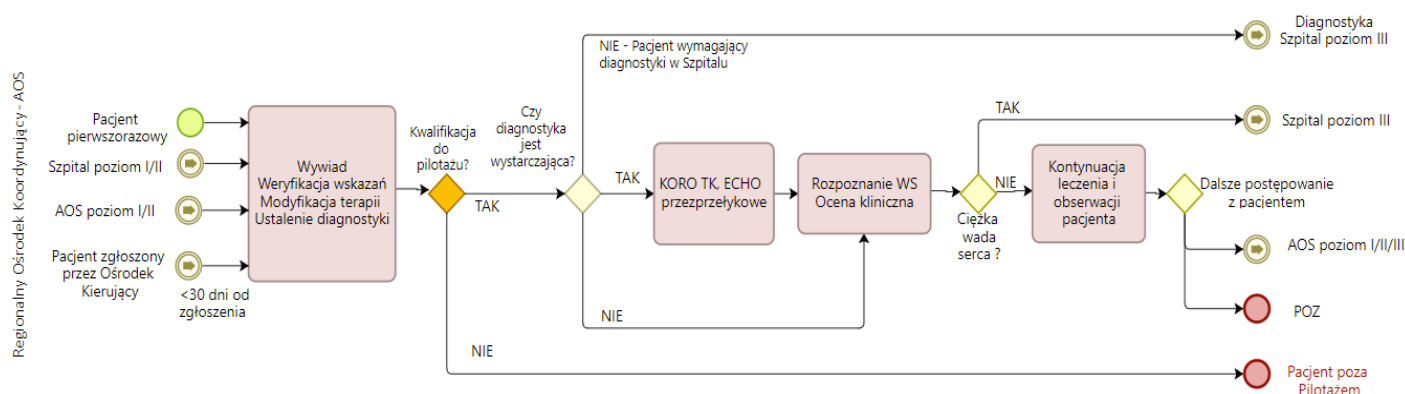 Regionalny Ośrodek Koordynujący - AOS
Pacjent
pierwszorazowy
Szpital poziom I/II
AOS poziom I/II
Pacjent zgłoszony
przez Ośrodek
Kierujący
<30 dni od
zgłoszenia
Wywiad
Weryfikacja wskazań
Modyfikacja terapii
Ustalenie diagnostyki
Kwalifikacja
do
pilotażu?
TAK
NIE
Czy
diagnostyka
jest
wystarczająca?
NIE - Pacjent wymagający
diagnostyki w Szpitalu
TAK
NIE
KORO TK, ECHO
przezprzełykowe
Rozpoznanie WS
Ocena kliniczna
TAK
NIE
Ciężka
wada
serca ?
Kontynuacja
leczenia i
obserwacji
pacjenta
Dalsze postępowanie
z pacjentem
Diagnostyka
Szpital poziom III
Szpital poziom III
AOS poziom I/II/III
POZ
Pacjent poza
Pilotażem